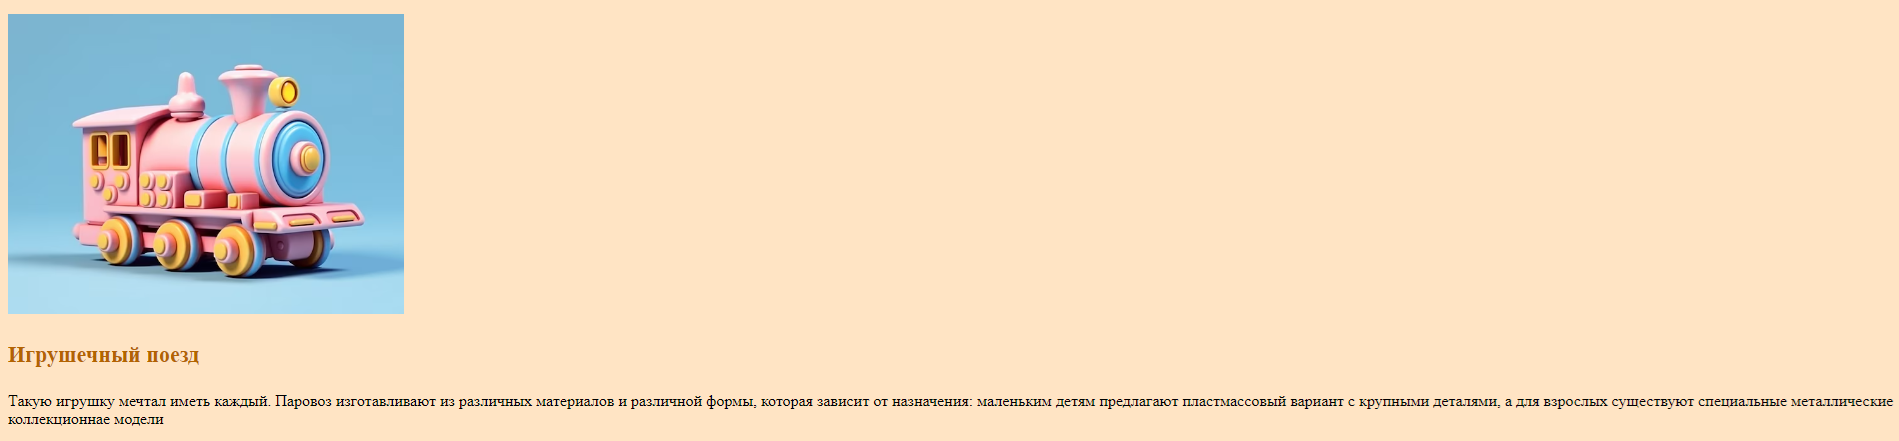 Игрушечный поезд
Такую игрушку мечтал иметь каждый. Паровоз изготавливают из различных материалов и различной формы, которая зависит от назначения: маленьким детям предлагают пластмассовый вариант с крупными деталями, а для взрослых существуют специальные металлические
коллекционнае модели